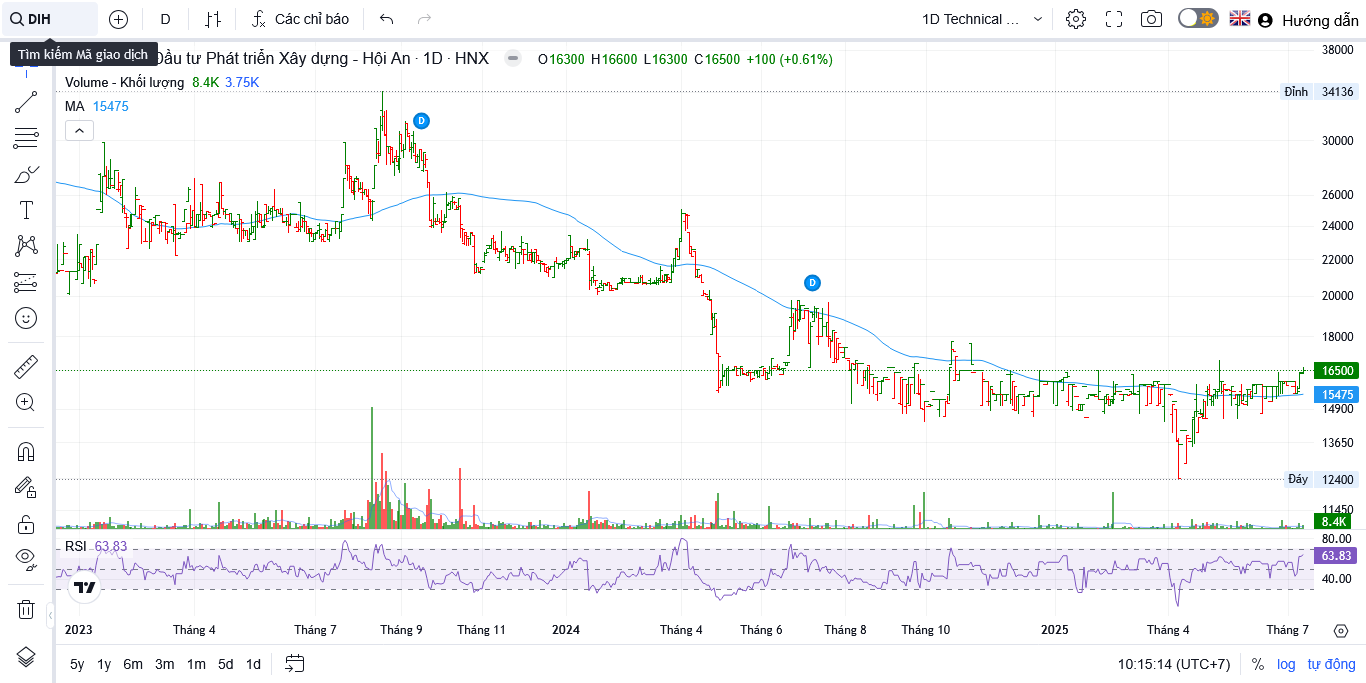 DIH
D
Các chỉ báo
1D Technical ...
Hướng dẫn
Tìm kiếm Mã giao dịch
Đầu tư Phát triển Xây dựng - Hội An · 1D · HNX
O16300 H16600 L16300 C16500 +100 (+0.61%)
Volume - Khối lượng 8.4K 3.75K
MA 15475
D
D
38000
Đỉnh 34136
30000
26000
24000
22000
20000
18000
16500
15475
14900
13650
Đáy 12400
11450
8.4K
RSI 63.83
80.00
63.83
40.00
2023 Tháng 4 Tháng 7 Tháng 9 Tháng 11 2024 Tháng 4 Tháng 6 Tháng 8 Tháng 10 2025 Tháng 4 Tháng 7
5y 1y 6m 3m 1m 5d 1d
10:15:14 (UTC+7) % log tự động